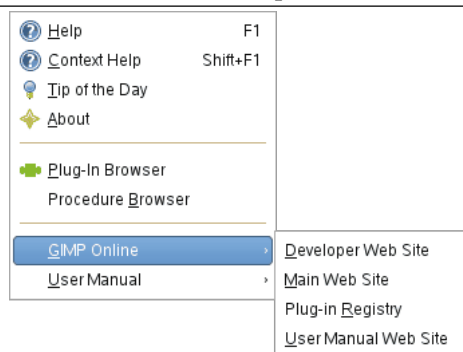 Help F1
Context Help Shift+F1
Tip of the Day
About
Plug-In Browser
Procedure Browser
GIMP Online
User Manual
Developer Web Site
Main Web Site
Plug-in Registry
User Manual Web Site